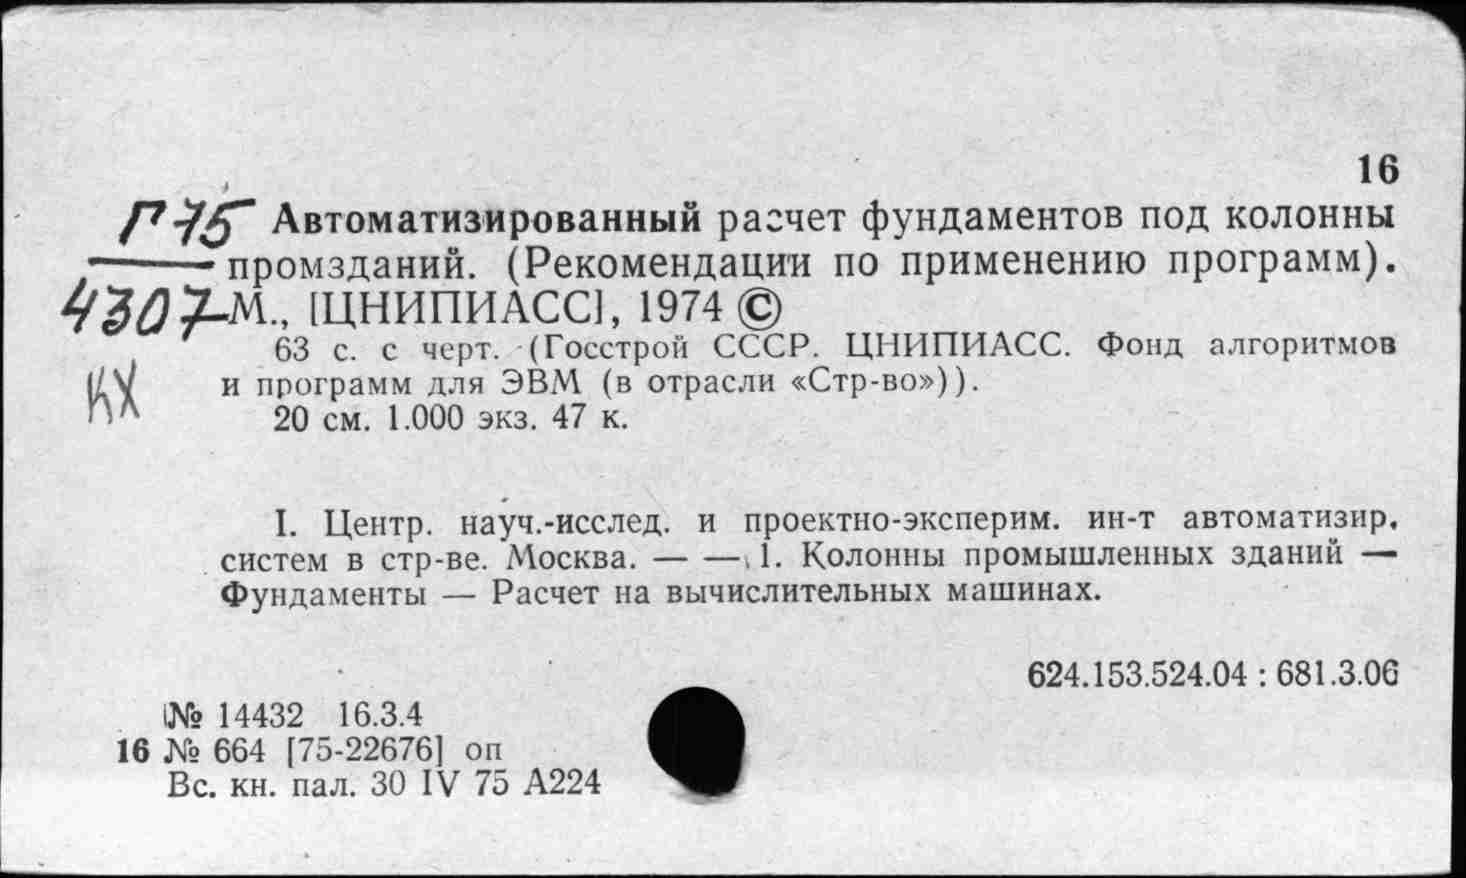 16
Г75 Автоматизированный расчет фундаментов под колонны
промзданий. (Рекомендации по применению программ).
4307 М., [ЦНИПИАСС], 1974 ©
63 с. с черт. (Госстрой СССР. ЦНИПИАСС. Фонд алгоритмов
КХ и программ для ЭВМ (в отрасли «Стр-во»)).
20 см. 1.000 экз. 47 к.
I. Центр. науч.-исслед. и проектно-эксперим. ин-т автоматизир.
систем в стр-ве. Москва. — — 1. Колонны промышленных зданий —
Фундаменты — Расчет на вычислительных машинах.
624.153.524.04 : 681.3.06
№ 14432 16.3.4
16 № 664 [75-22676] оп
Вс. кн. пал. 30 IV 75 А224